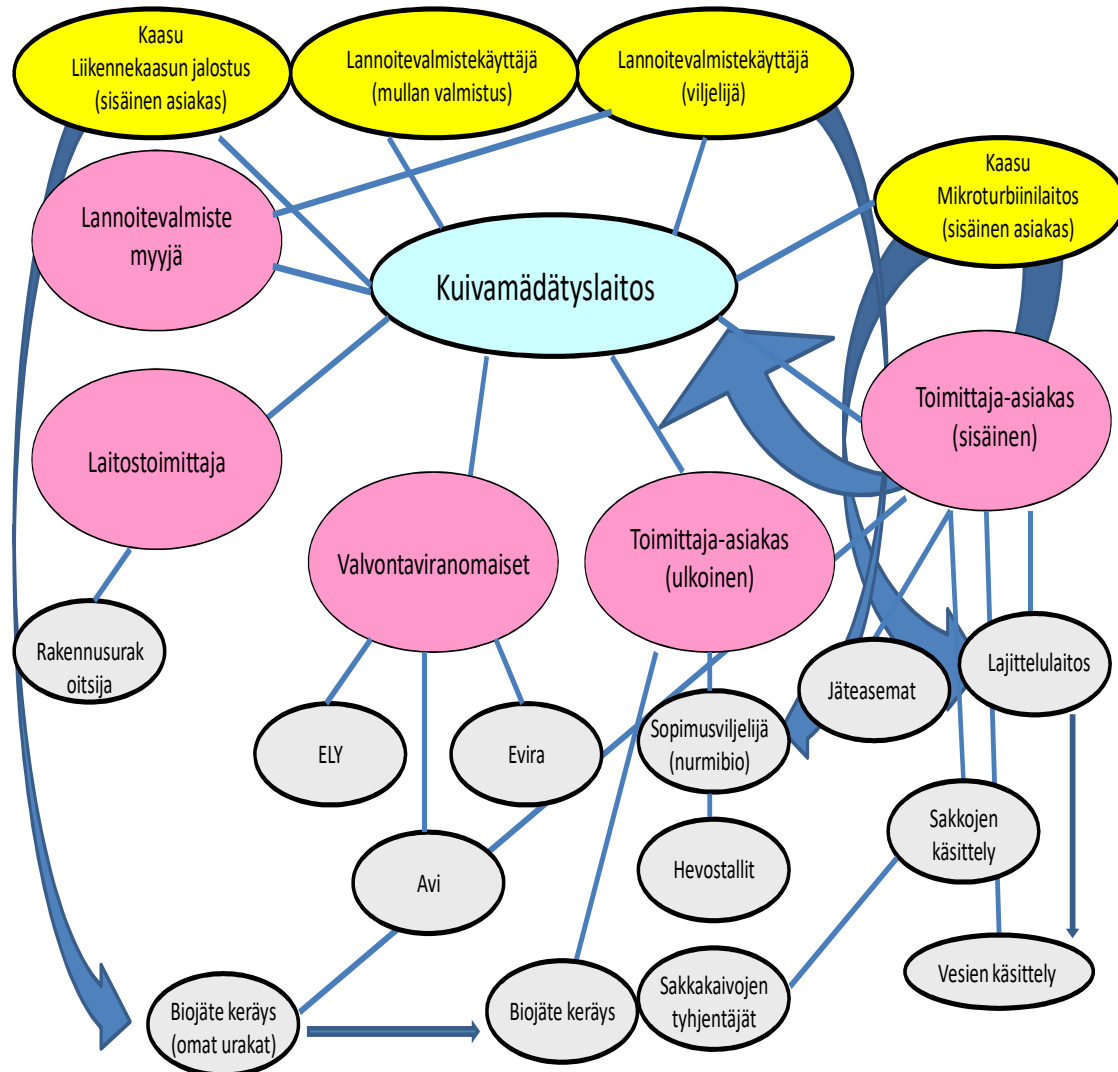 Kaasu
Liikennekaasun jalostus
(sisäinen asiakas)
Lannoitevalmistekäyttäjä
(mullan valmistus)
Lannoitevalmistekäyttäjä
(viljelijä)
Kaasu
Mikroturbiinilaitos
(sisäinen asiakas)
Lannoitevalmiste
myyjä
Kuivamädätyslaitos
Toimittaja-asiakas
(sisäinen)
Laitostoimittaja
Valvontaviranomaiset
Toimittaja-asiakas
(ulkoinen)
Rakennusurak
oitsija
Lajittelulaitos
Jäteasemat
ELY
Evira
Sopimusviljelijä
(nurmibio)
Sakkojen
käsittely
Avi
Hevostallit
Vesien käsittely
Biojäte keräys
(omat urakat)
Biojäte keräys
Sakkakaivojen
tyhjentäjät